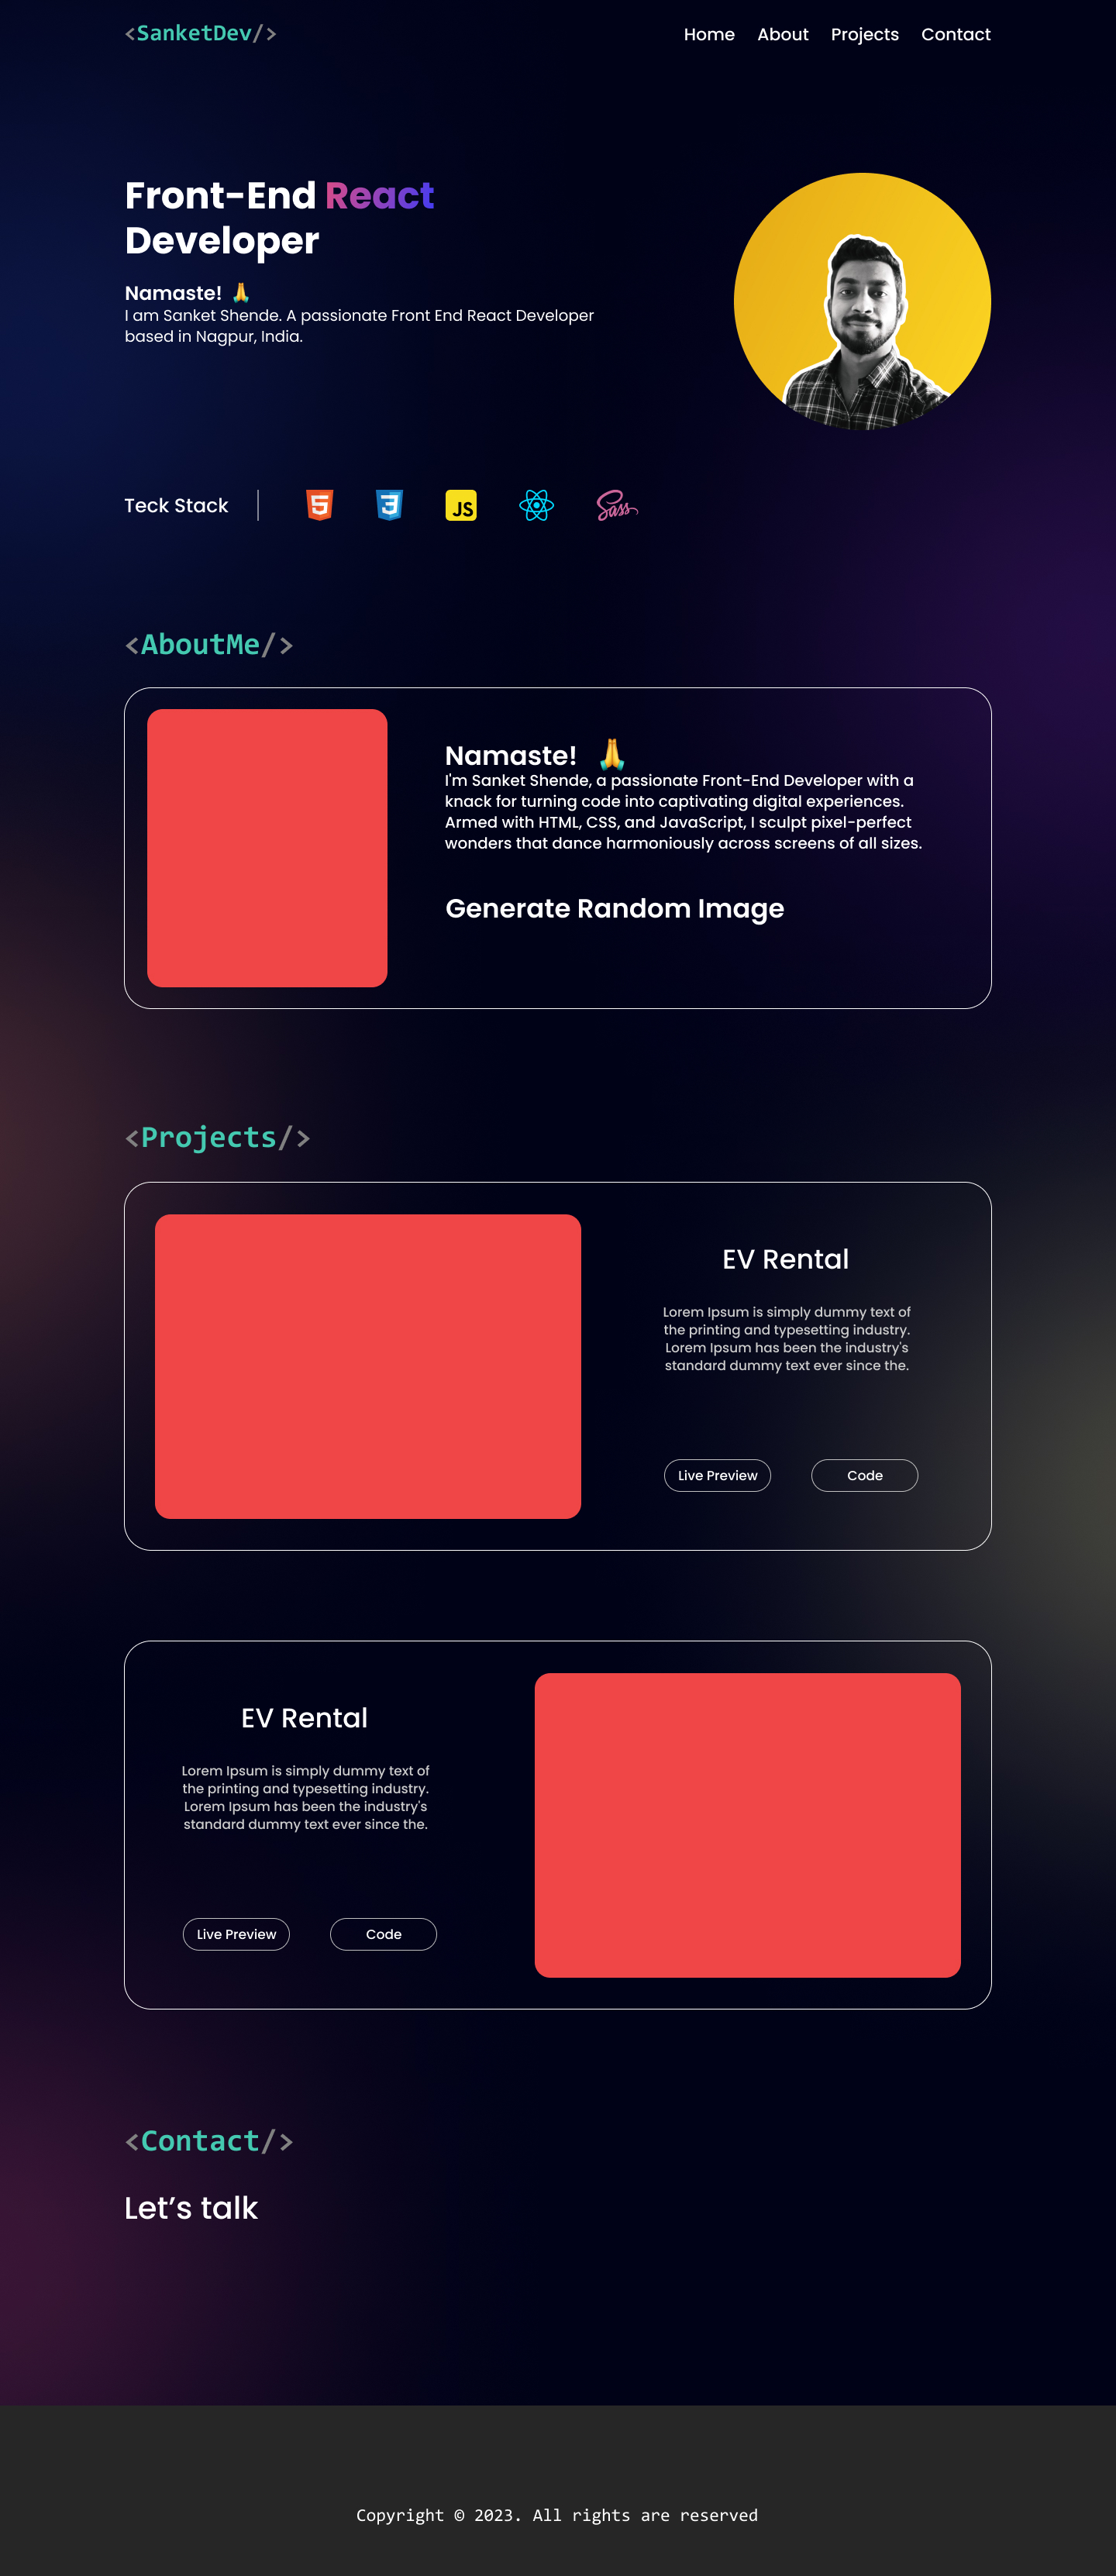 <SanketDev/>
Home About Projects Contact
Front-End React
Developer
Namaste! 🙏
I am Sanket Shende. A passionate Front End React Developer
based in Nagpur, India.
Teck Stack
5
3
JS
Sass
<AboutMe/>
Namaste! 🙏
I'm Sanket Shende, a passionate Front-End Developer with a
knack for turning code into captivating digital experiences.
Armed with HTML, CSS, and JavaScript, I sculpt pixel-perfect
wonders that dance harmoniously across screens of all sizes.
Generate Random Image
<Projects/>
EV Rental
Lorem Ipsum is simply dummy text of
the printing and typesetting industry.
Lorem Ipsum has been the industry's
standard dummy text ever since the.
Live Preview Code
EV Rental
Lorem Ipsum is simply dummy text of
the printing and typesetting industry.
Lorem Ipsum has been the industry's
standard dummy text ever since the.
Live Preview Code
<Contact/>
Let’s talk
Copyright © 2023. All rights are reserved